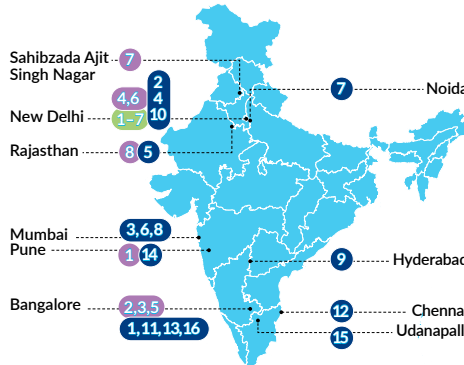 Sahibzada Ajit
Singh Nagar
7
2
4
10
4,6
1–7
New Delhi
7
Noida
Rajasthan
8
5
Mumbai
3,6,8
Pune
1
14
9
Hyderabad
Bangalore
2,3,5
1,11,13,16
12
Chenna
15
Udanapall